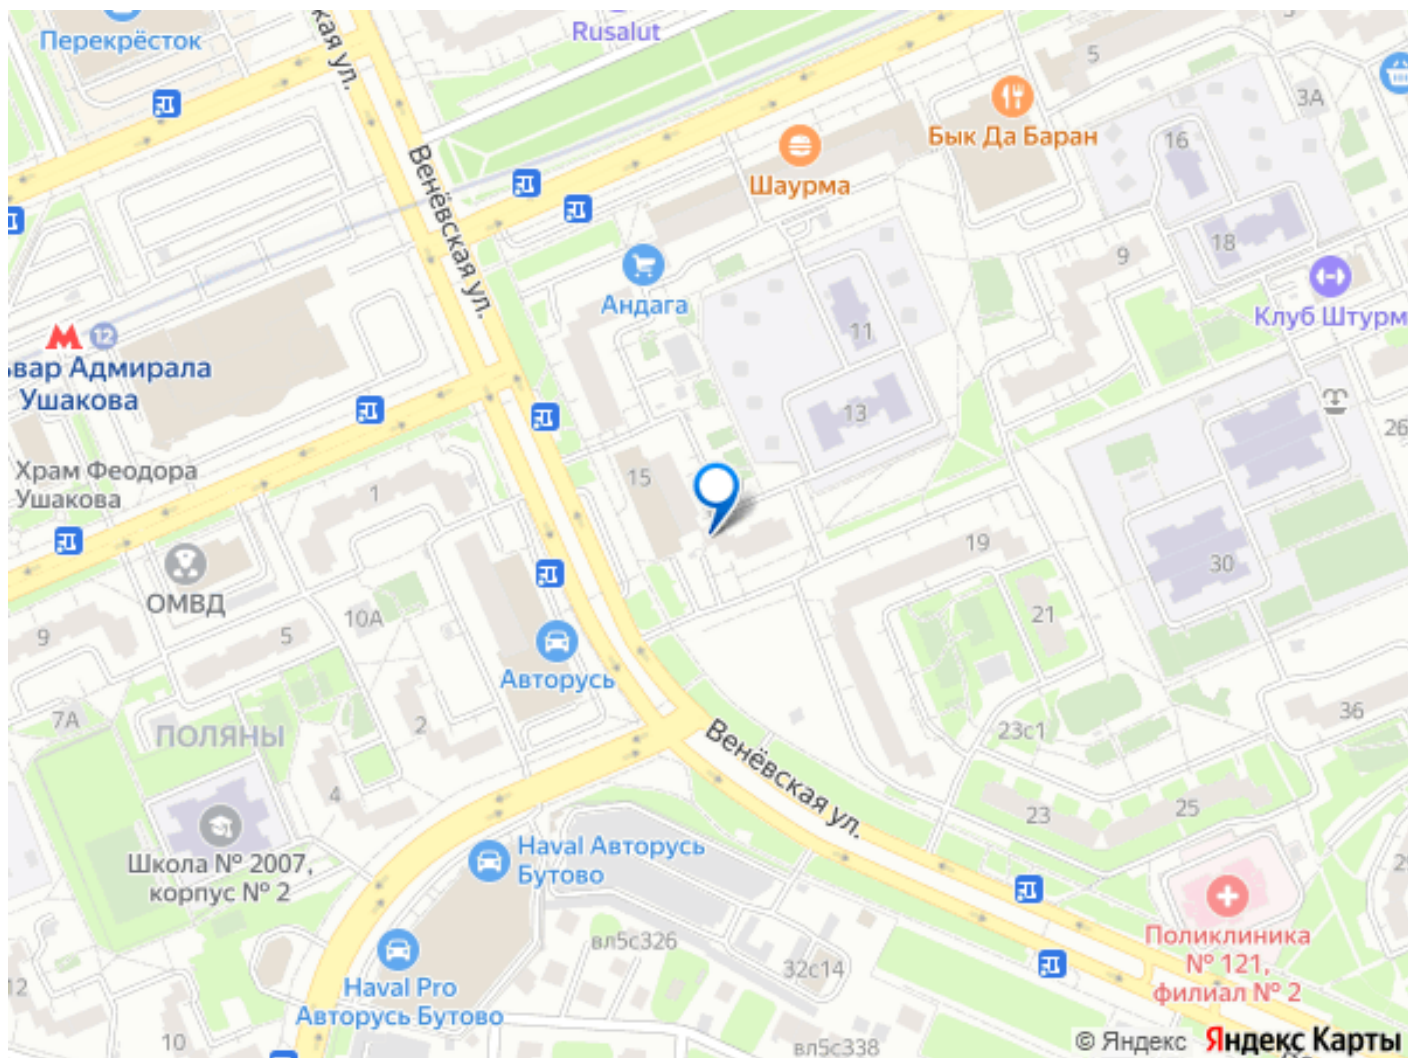 Перекрёсток
кая ул.
Rusalut
5
3А
Бык Да Баран
16
Шаурма
Венёвская ул.
18
9
Андага
Клуб Штурм
11
12
ьвар Адмирала
Ушакова
13
26
Храм Феодора
Ушакова
15
1
19
30
ОМВД
10А
21
9
5
Авторусь
7А
ПОЛЯНЫ
2
36
23с1
Венёвская ул.
4
23
25
Школа № 2007,
корпус № 2
Haval Авторусь
Бутово
Поликлиника
№ 121,
филиал № 2
вл5с326
32с14
12
Haval Pro
Авторусь Бутово
10
вл5с338
© Яндекс Яндекс Карты